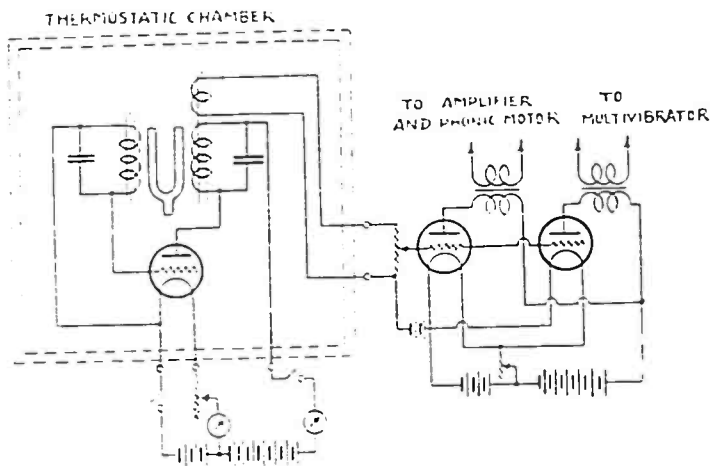 THERMOSTATIC CHAMBER
TO AMPLIFIER
AND PHONIC MOTOR
TO
MULTIVIBRATOR